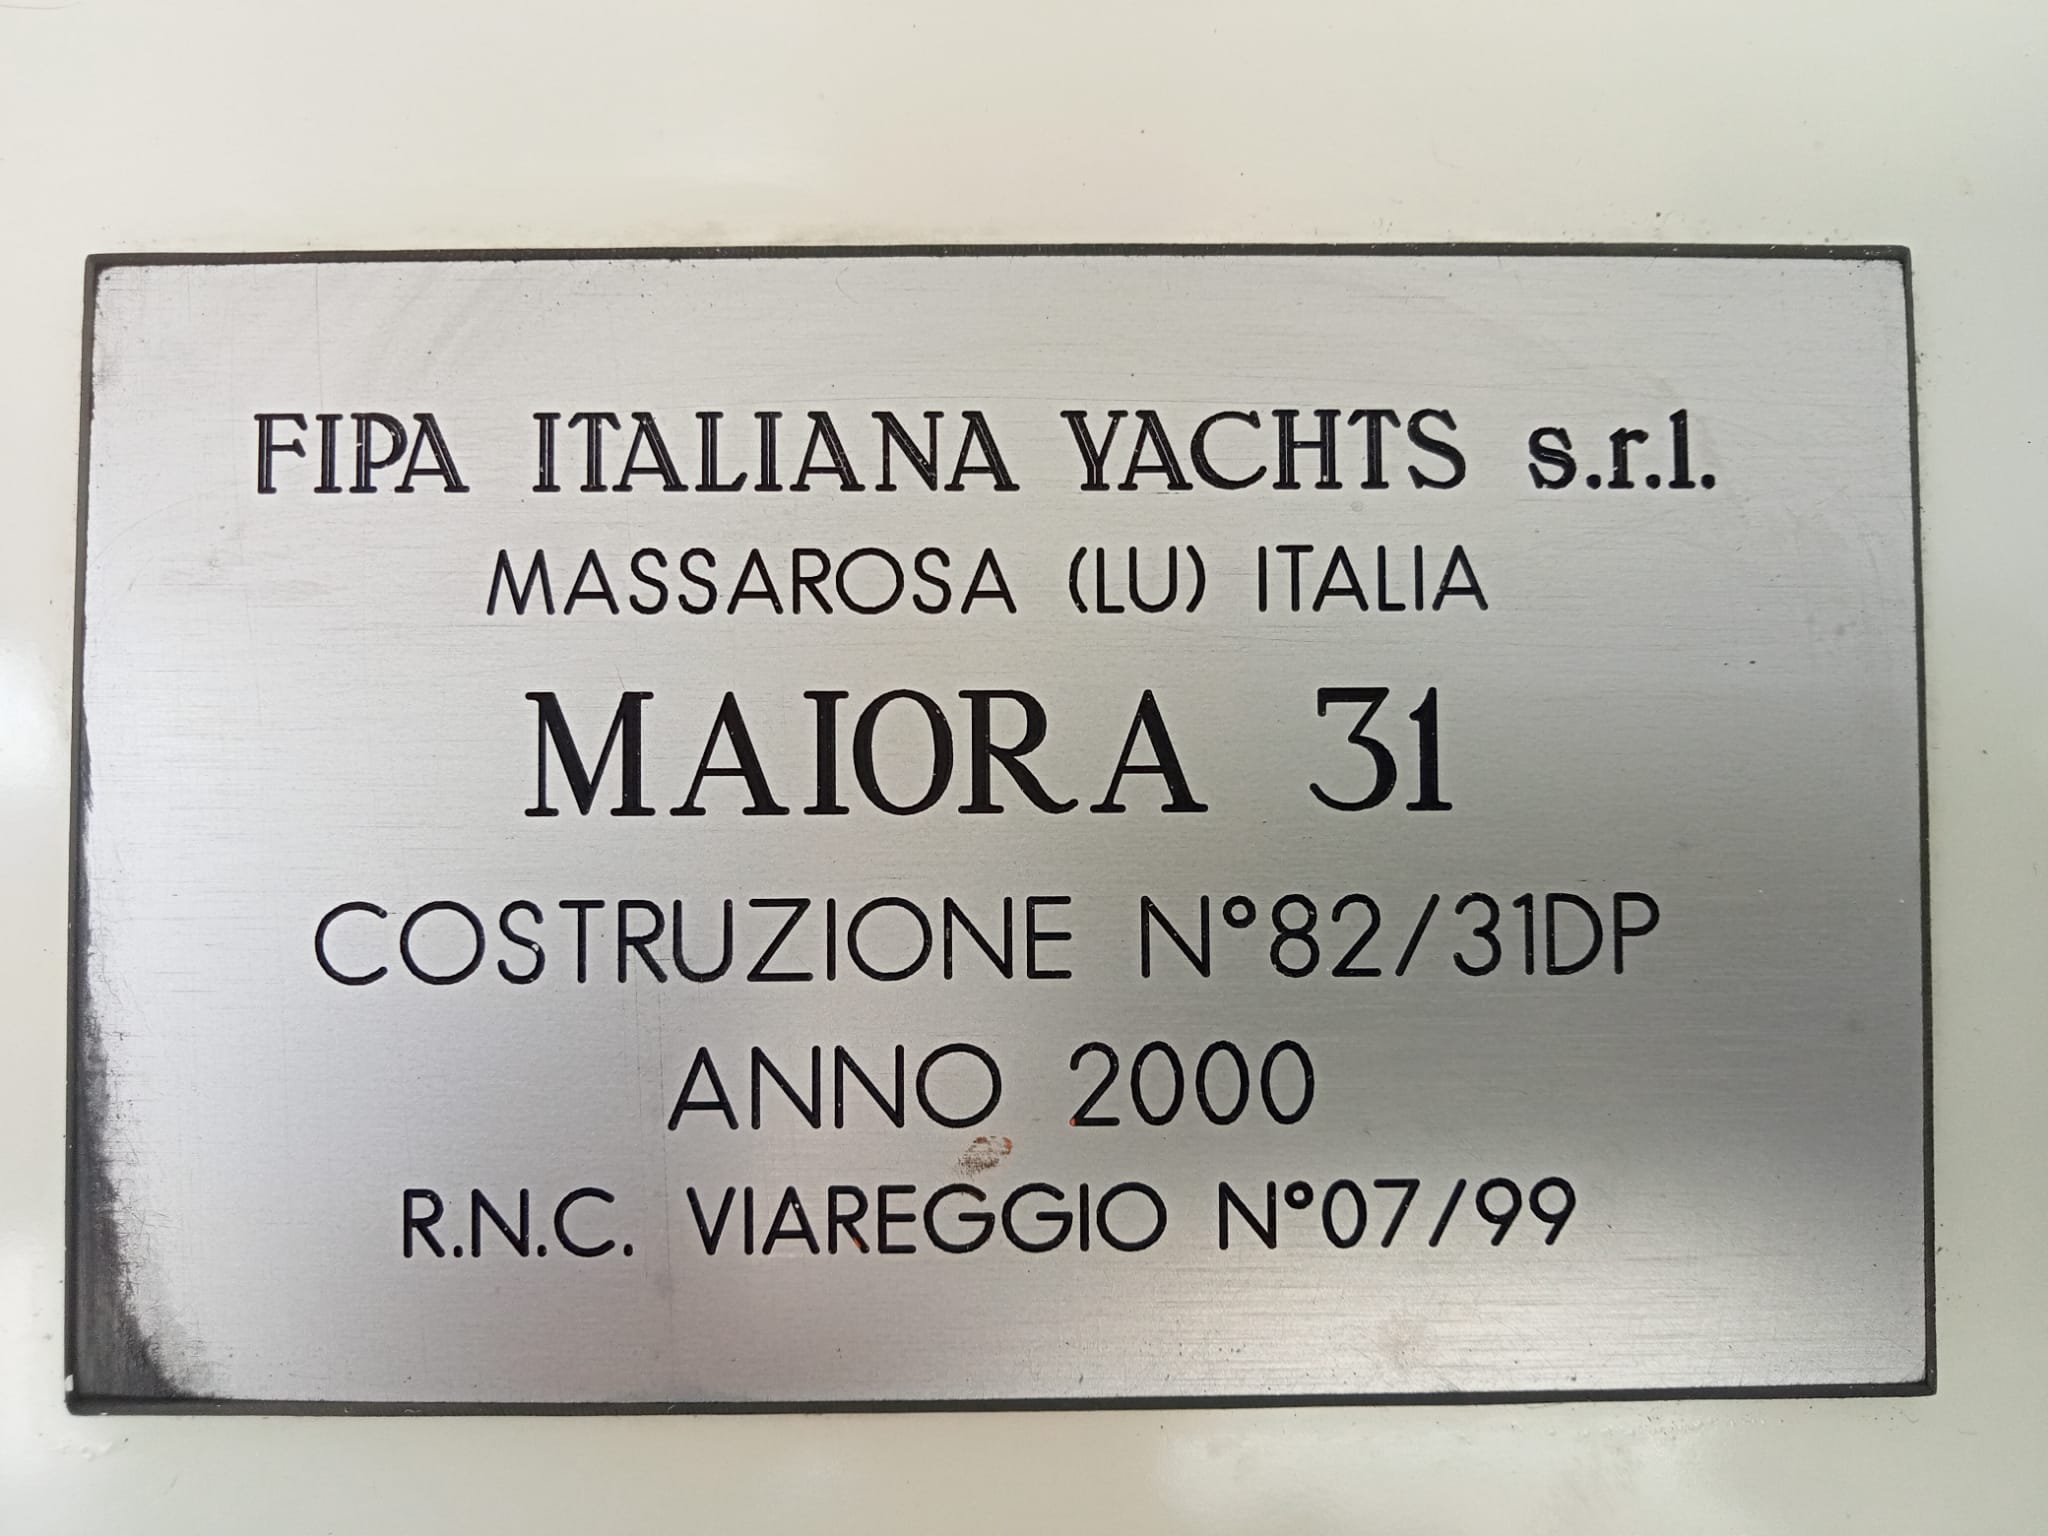 FIPA ITALIANA YACHTS s.r.l.
MASSAROSA (LU) ITALIA
MAIORA 31
COSTRUZIONE N°82/31DP
ANNO 2000
R.N.C. VIAREGGIO N°07/99